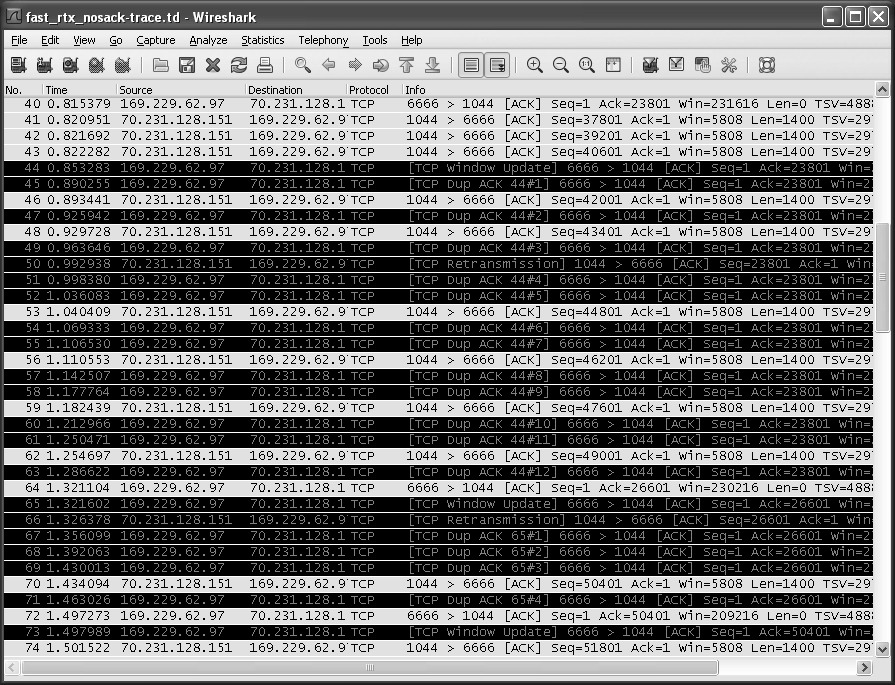 fast_rtx_nosack-trace.td - Wireshark
File Edit View Go Capture Analyze Statistics Telephony Tools Help
No. Time Source Destination Protocol Info
40 0.815379 169.229.62.97 70.231.128.1 TCP 6666 > 1044 [ACK] Seq=1 Ack=23801 Win=231616 Len=0 TSV=4888
41 0.820951 70.231.128.151 169.229.62.9 TCP 1044 > 6666 [ACK] Seq=37801 Ack=1 Win=5808 Len=1400 TSV=297
42 0.821692 70.231.128.151 169.229.62.9 TCP 1044 > 6666 [ACK] Seq=39201 Ack=1 Win=5808 Len=1400 TSV=297
43 0.822282 70.231.128.151 169.229.62.9 TCP 1044 > 6666 [ACK] Seq=40601 Ack=1 Win=5808 Len=1400 TSV=297
44 0.853283 169.229.62.97 70.231.128.1 TCP [TCP Window Update] 6666 > 1044 [ACK] Seq=1 Ack=23801 Win=2
45 0.890255 169.229.62.97 70.231.128.1 TCP [TCP Dup ACK 44#1] 6666 > 1044 [ACK] Seq=1 Ack=23801 Win=23
46 0.893441 70.231.128.151 169.229.62.9 TCP 1044 > 6666 [ACK] Seq=42001 Ack=1 Win=5808 Len=1400 TSV=297
47 0.925942 169.229.62.97 70.231.128.1 TCP [TCP Dup ACK 44#2] 6666 > 1044 [ACK] Seq=1 Ack=23801 Win=23
48 0.929728 70.231.128.151 169.229.62.9 TCP 1044 > 6666 [ACK] Seq=43401 Ack=1 Win=5808 Len=1400 TSV=297
49 0.963646 169.229.62.97 70.231.128.1 TCP [TCP Dup ACK 44#3] 6666 > 1044 [ACK] Seq=1 Ack=23801 Win=23
50 0.992938 70.231.128.151 169.229.62.9 TCP [TCP Retransmission] 1044 > 6666 [ACK] Seq=23801 Ack=1 Win
51 0.998380 169.229.62.97 70.231.128.1 TCP [TCP Dup ACK 44#4] 6666 > 1044 [ACK] Seq=1 Ack=23801 Win=23
52 1.036083 169.229.62.97 70.231.128.1 TCP [TCP Dup ACK 44#5] 6666 > 1044 [ACK] Seq=1 Ack=23801 Win=23
53 1.040409 70.231.128.151 169.229.62.9 TCP 1044 > 6666 [ACK] Seq=44801 Ack=1 Win=5808 Len=1400 TSV=297
54 1.069333 169.229.62.97 70.231.128.1 TCP [TCP Dup ACK 44#6] 6666 > 1044 [ACK] Seq=1 Ack=23801 Win=23
55 1.106530 169.229.62.97 70.231.128.1 TCP [TCP Dup ACK 44#7] 6666 > 1044 [ACK] Seq=1 Ack=23801 Win=23
56 1.110553 70.231.128.151 169.229.62.9 TCP 1044 > 6666 [ACK] Seq=46201 Ack=1 Win=5808 Len=1400 TSV=297
57 1.142507 169.229.62.97 70.231.128.1 TCP [TCP Dup ACK 44#8] 6666 > 1044 [ACK] Seq=1 Ack=23801 Win=23
58 1.177764 169.229.62.97 70.231.128.1 TCP [TCP Dup ACK 44#9] 6666 > 1044 [ACK] Seq=1 Ack=23801 Win=23
59 1.182439 70.231.128.151 169.229.62.9 TCP 1044 > 6666 [ACK] Seq=47601 Ack=1 Win=5808 Len=1400 TSV=297
60 1.212966 169.229.62.97 70.231.128.1 TCP [TCP Dup ACK 44#10] 6666 > 1044 [ACK] Seq=1 Ack=23801 Win=2
61 1.250471 169.229.62.97 70.231.128.1 TCP [TCP Dup ACK 44#11] 6666 > 1044 [ACK] Seq=1 Ack=23801 Win=2
62 1.254697 70.231.128.151 169.229.62.9 TCP 1044 > 6666 [ACK] Seq=49001 Ack=1 Win=5808 Len=1400 TSV=297
63 1.286622 169.229.62.97 70.231.128.1 TCP [TCP Dup ACK 44#12] 6666 > 1044 [ACK] Seq=1 Ack=23801 Win=2
64 1.321104 169.229.62.97 70.231.128.1 TCP 6666 > 1044 [ACK] Seq=1 Ack=26601 Win=230216 Len=0 TSV=4888
65 1.321602 169.229.62.97 70.231.128.1 TCP [TCP Window Update] 6666 > 1044 [ACK] Seq=1 Ack=26601 Win=2
66 1.326378 70.231.128.151 169.229.62.9 TCP [TCP Retransmission] 1044 > 6666 [ACK] Seq=26601 Ack=1 Win
67 1.356099 169.229.62.97 70.231.128.1 TCP [TCP Dup ACK 65#1] 6666 > 1044 [ACK] Seq=1 Ack=26601 Win=23
68 1.392063 169.229.62.97 70.231.128.1 TCP [TCP Dup ACK 65#2] 6666 > 1044 [ACK] Seq=1 Ack=26601 Win=23
69 1.430013 169.229.62.97 70.231.128.1 TCP [TCP Dup ACK 65#3] 6666 > 1044 [ACK] Seq=1 Ack=26601 Win=23
70 1.434094 70.231.128.151 169.229.62.9 TCP 1044 > 6666 [ACK] Seq=50401 Ack=1 Win=5808 Len=1400 TSV=297
71 1.463026 169.229.62.97 70.231.128.1 TCP [TCP Dup ACK 65#4] 6666 > 1044 [ACK] Seq=1 Ack=26601 Win=23
72 1.497273 169.229.62.97 70.231.128.1 TCP 6666 > 1044 [ACK] Seq=1 Ack=50401 Win=209216 Len=0 TSV=4888
73 1.497989 169.229.62.97 70.231.128.1 TCP [TCP Window Update] 6666 > 1044 [ACK] Seq=1 Ack=50401 Win=2
74 1.501522 70.231.128.151 169.229.62.9 TCP 1044 > 6666 [ACK] Seq=51801 Ack=1 Win=5808 Len=1400 TSV=297